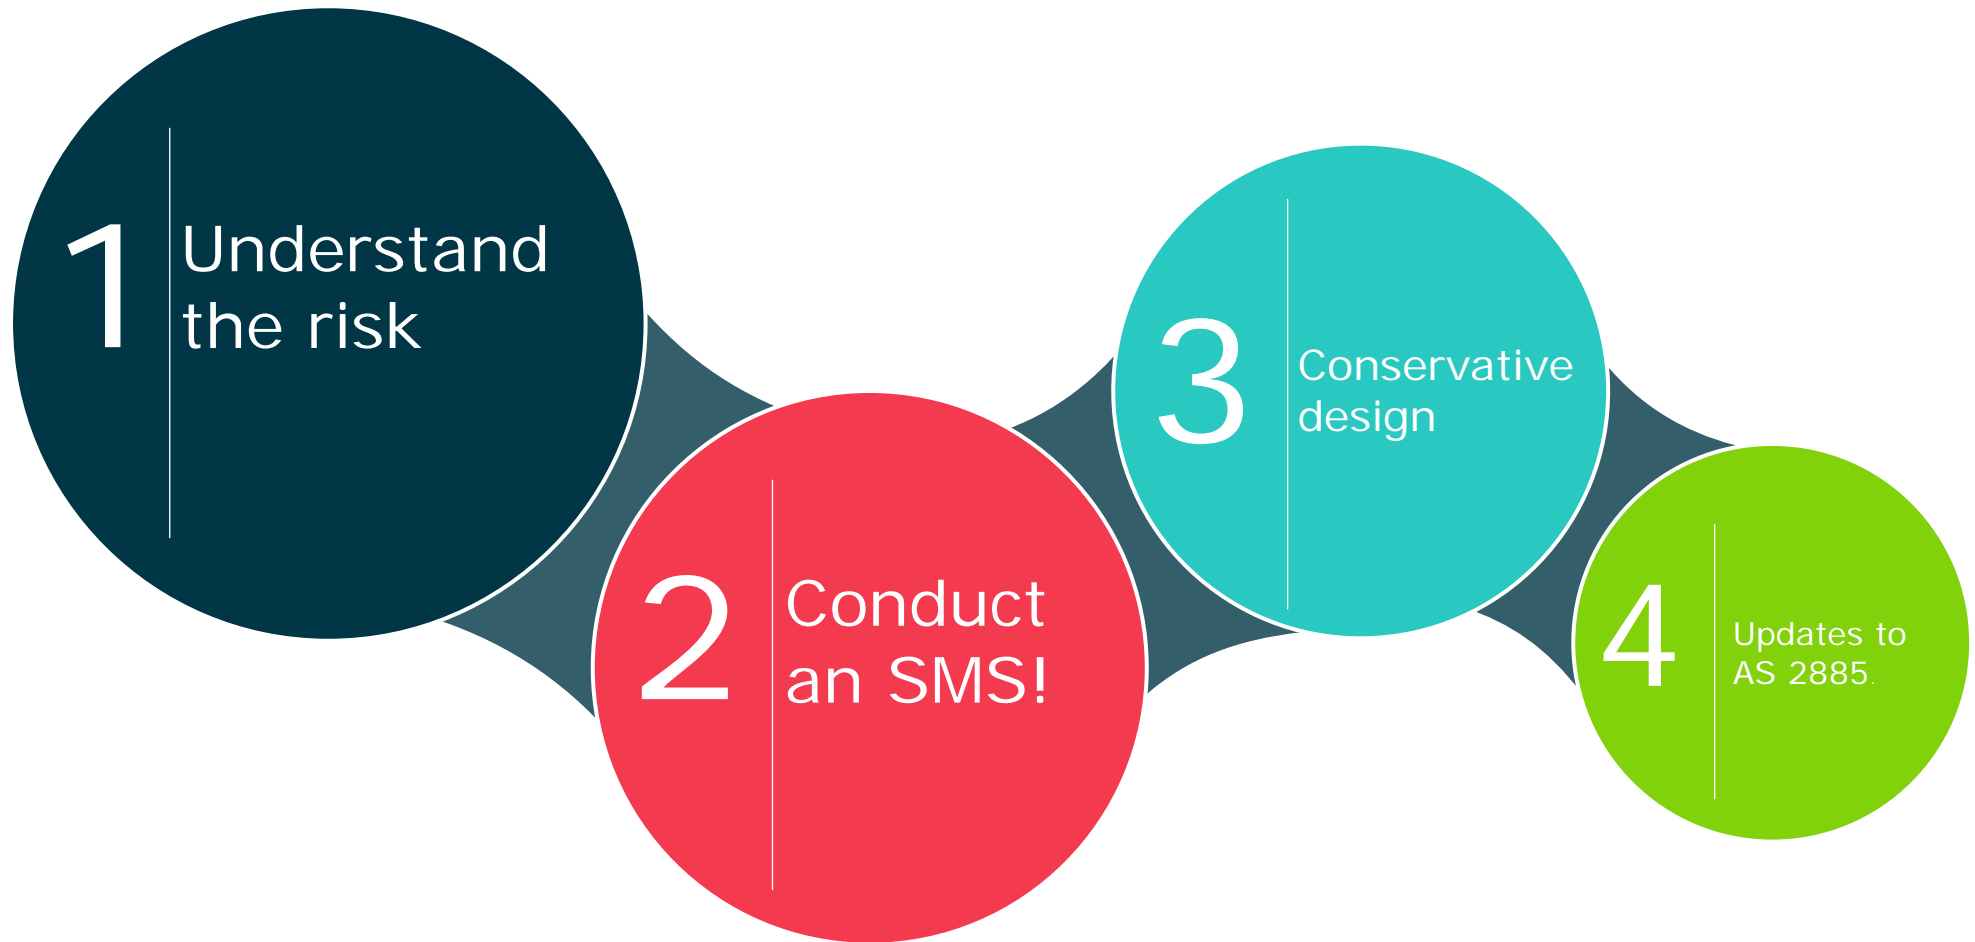 1
Understand
the risk
2
Conduct
an SMS!
3
Conservative
design
4
Updates to
AS 2885.